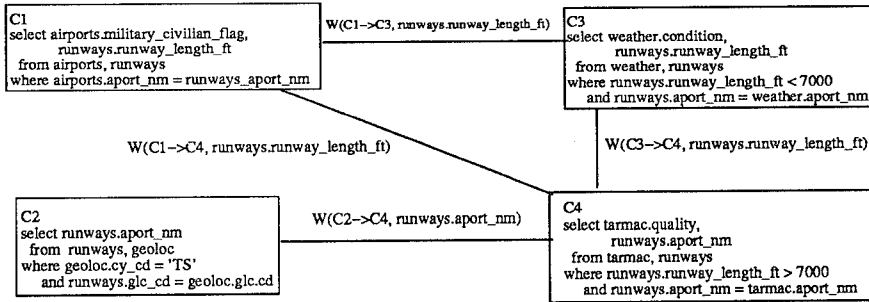 C1
select airports.military_civilian_flag,
runways.runway_length_ft
from airports, runways
where airports.aport_nm = runways_aport_nm
W(C1->C3, runways.runway_length_ft)
C3
select weather.condition,
runways.runway_length_ft
from weather, runways
where runways.runway_length_ft < 7000
and runways.aport_nm = weather.aport_nm
W(C1->C4, runways.runway_length_ft)
W(C3->C4, runways.runway_length_ft)
C2
select runways.aport_nm
from runways, geoloc
where geoloc.cy_cd = 'TS'
and runways.glc_cd = geoloc.glc.cd
W(C2->C4, runways.aport_nm)
C4
select tarmac.quality,
runways.aport_nm
from tarmac, runways
where runways.runway_length_ft > 7000
and runways.aport_nm = tarmac.aport_nm